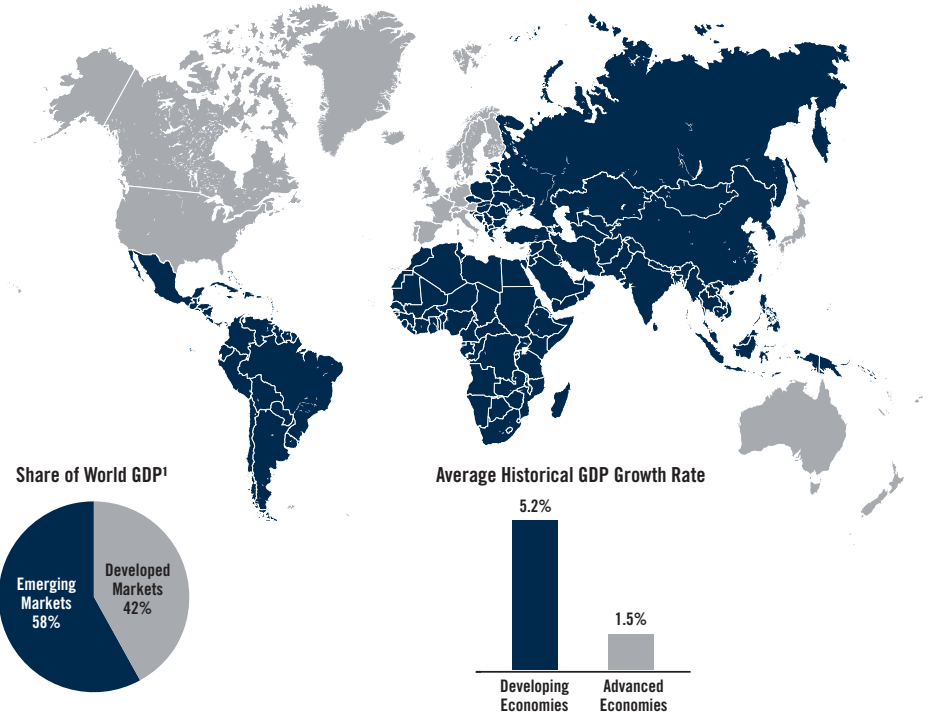 Share of World GDP¹
Emerging
Markets
58%
Developed
Markets
42%
Average Historical GDP Growth Rate
5.2%
1.5%
Developing
Economies
Advanced
Economies